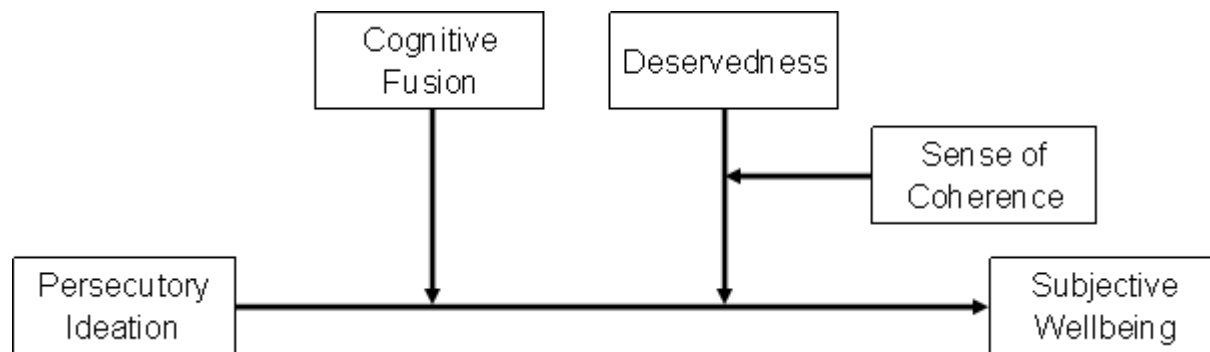 Cognitive
Fusion
Deservedness
Sense of
Coherence
Persecutory
Ideation
Subjective
Wellbeing